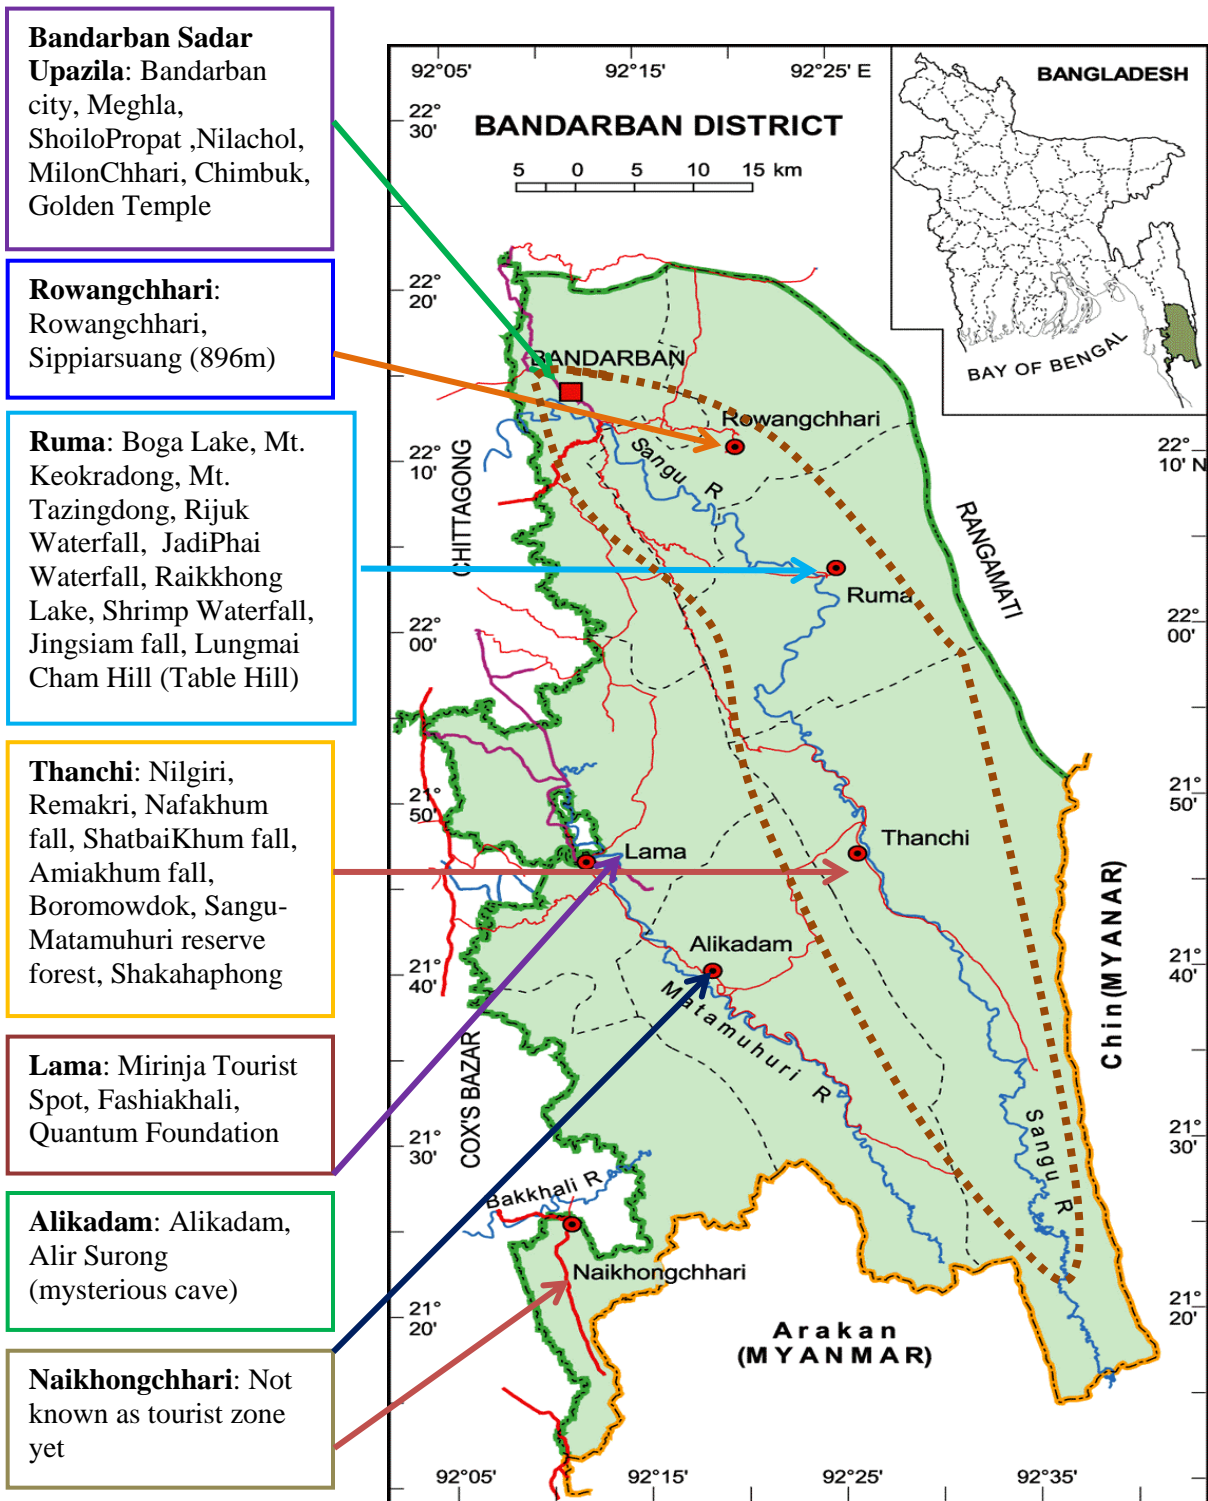 Bandarban Sadar
Upazila: Bandarban
city, Meghla,
ShoiloPropat ,Nilachol,
MilonChhari, Chimbuk,
Golden Temple
Rowangchhari:
Rowangchhari,
Sippiarsuang (896m)
Ruma: Boga Lake, Mt.
Keokradong, Mt.
Tazingdong, Rijuk
Waterfall, JadiPhai
Waterfall, Raikkhong
Lake, Shrimp Waterfall,
Jingsiam fall, Lungmai
Cham Hill (Table Hill)
Thanchi: Nilgiri,
Remakri, Nafakhum
fall, ShatbaiKhum fall,
Amiakhum fall,
Boromowdok, Sangu-
Matamuhuri reserve
forest, Shakahaphong
Lama: Mirinja Tourist
Spot, Fashiakhali,
Quantum Foundation
Alikadam: Alikadam,
Alir Surong
(mysterious cave)
Naikhongchhari: Not
known as tourist zone
yet
92°05' 92°15' 92°25' E
BANDARBAN DISTRICT
5 0 5 10 15 km
BANGLADESH
BAY OF BENGAL
22°
30'
22°
20'
22°
10'
22°
00'
21°
50'
21°
40'
21°
30'
21°
20'
BANDARBAN
Rowangchhari
Sangu R
Ruma
CHITTAGONG
RANGAMATI
Thanchi
Lama
Alikadam
Matamuhuri R
Sangu R
COX'S BAZAR
Bakkhali R
Naikhongchhari
Chin(MYANAR)
Arakan
(MYANMAR)
22°
10' N
22°
00'
21°
50'
21°
40'
21°
30'
21°
20'
92°05' 92°15' 92°25' 92°35'